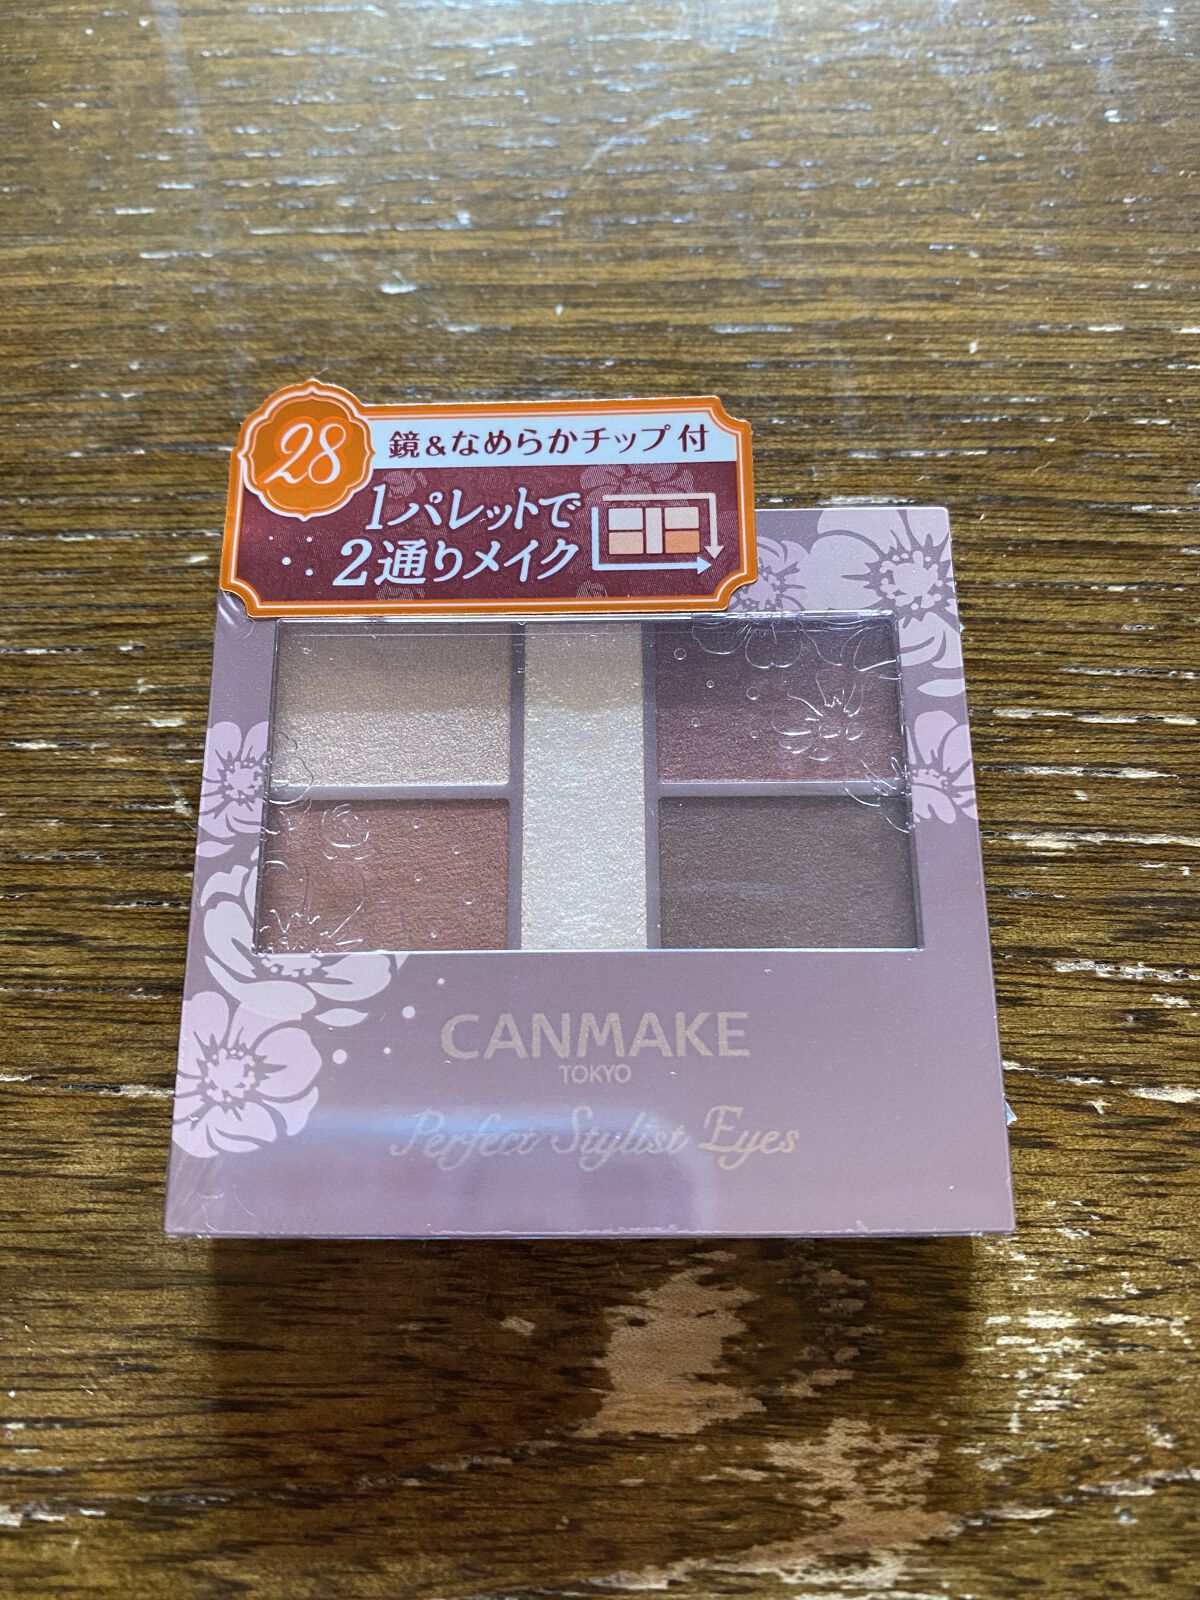 28
鏡&なめらかチップ付
1パレットで
2通りメイク
CANMAKE
TOKYO
Perfect Stylist Eyes